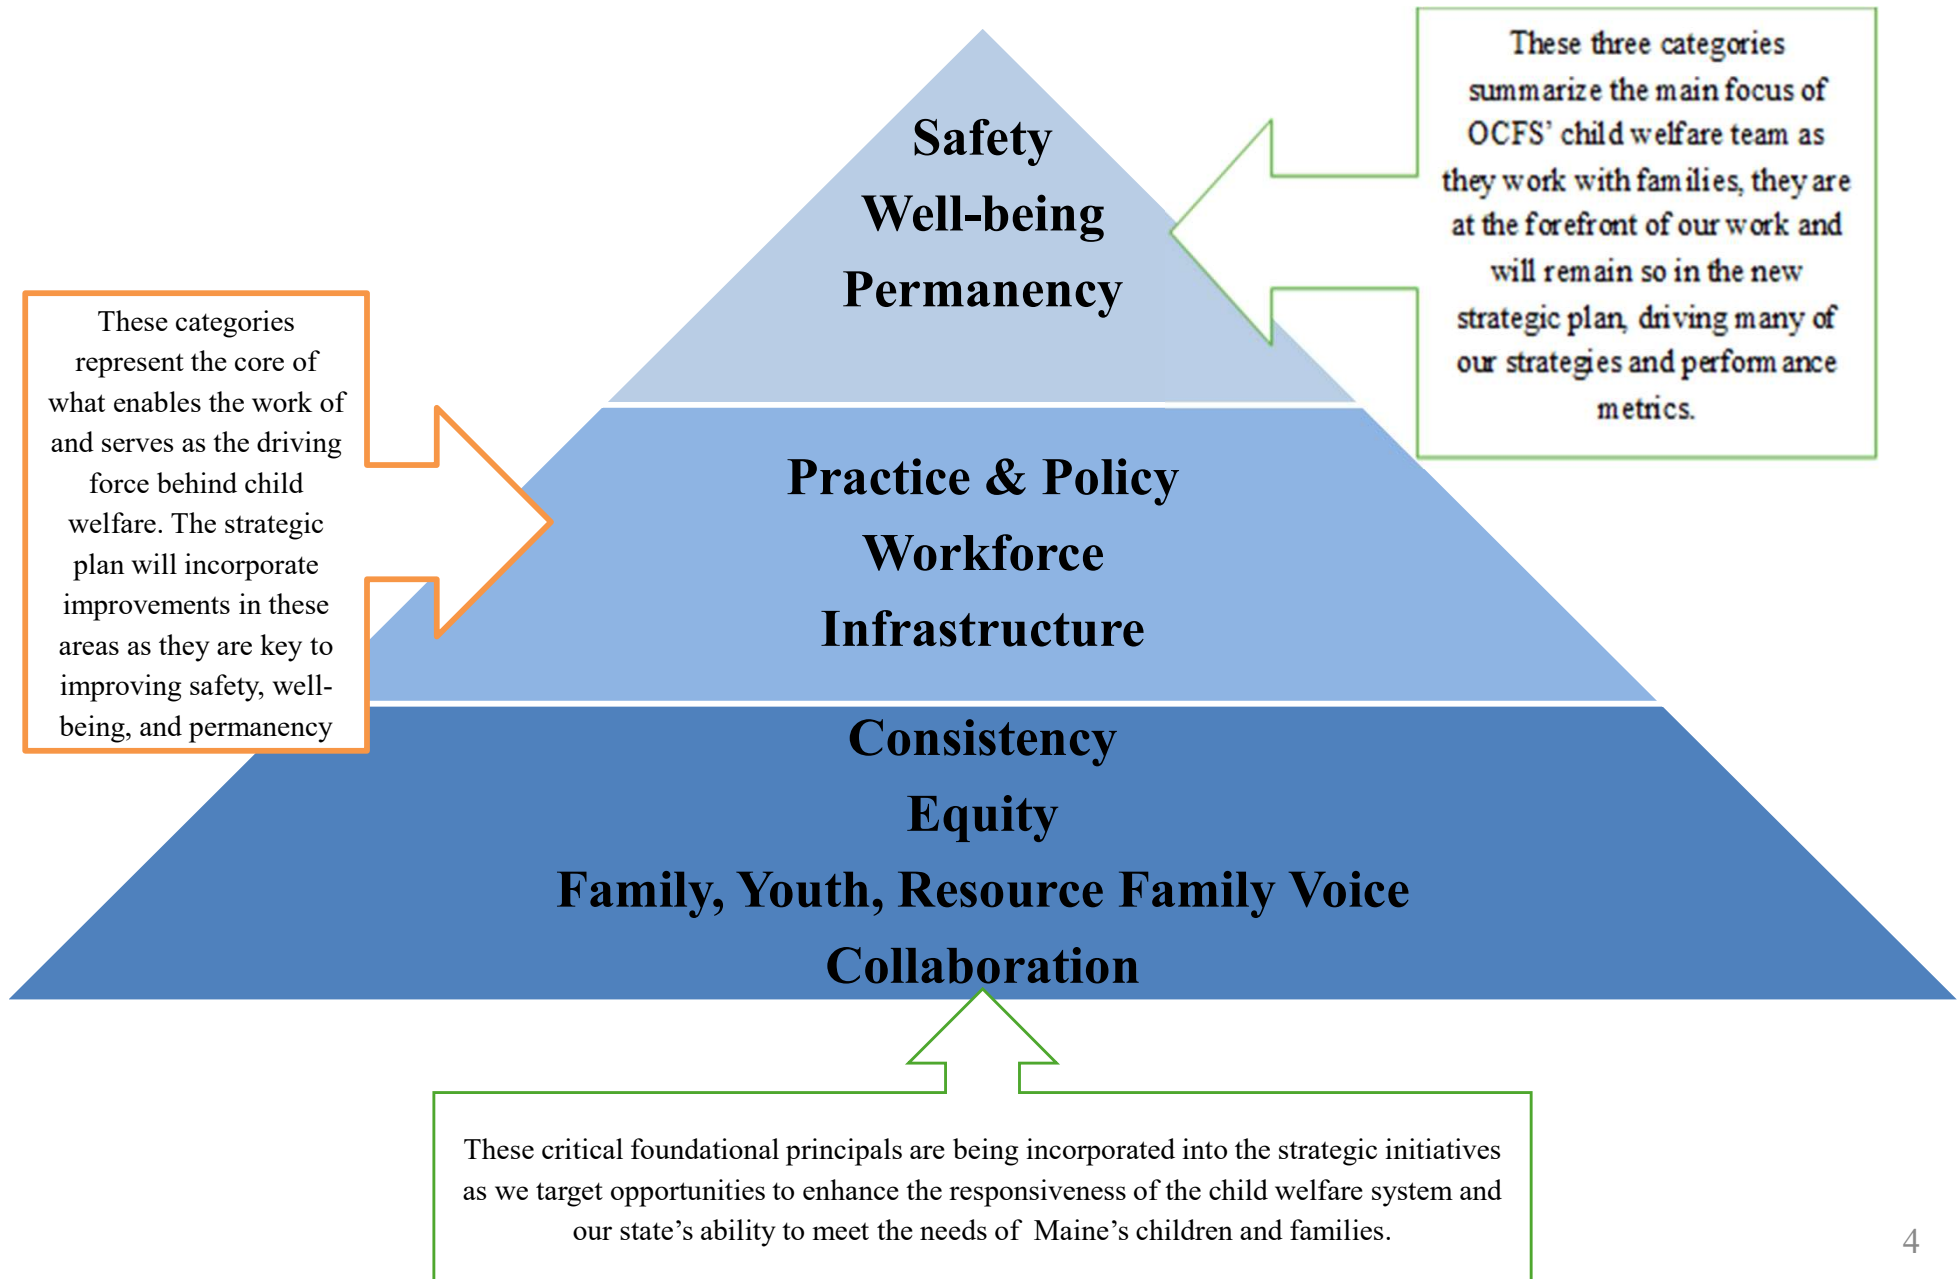 Safety
Well-being
Permanency
These three categories
summarize the main focus of
OCFS’ child welfare team as
they work with families, they are
at the forefront of our work and
will remain so in the new
strategic plan, driving many of
our strategies and performance
metrics.
These categories
represent the core of
what enables the work of
and serves as the driving
force behind child
welfare. The strategic
plan will incorporate
improvements in these
areas as they are key to
improving safety, well-
being, and permanency
Practice & Policy
Workforce
Infrastructure
Consistency
Equity
Family, Youth, Resource Family Voice
Collaboration
These critical foundational principals are being incorporated into the strategic initiatives
as we target opportunities to enhance the responsiveness of the child welfare system and
our state’s ability to meet the needs of Maine’s children and families.
4